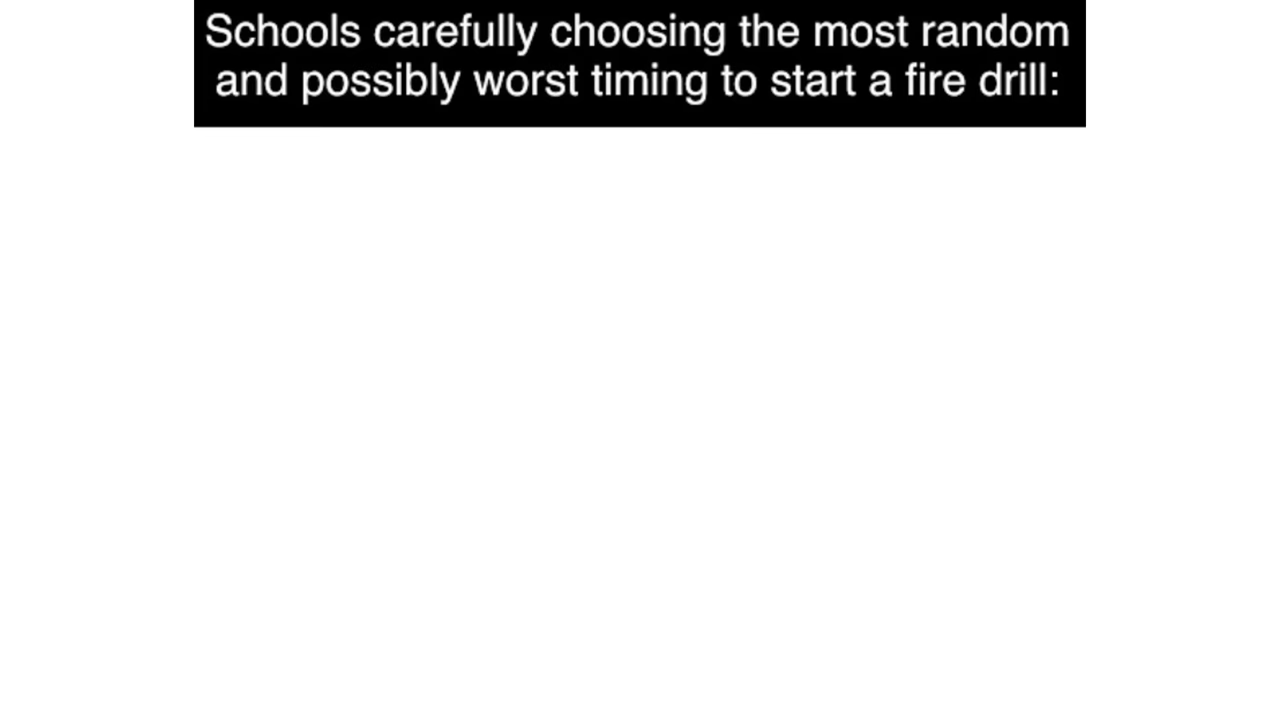 Schools carefully choosing the most random
and possibly worst timing to start a fire drill: